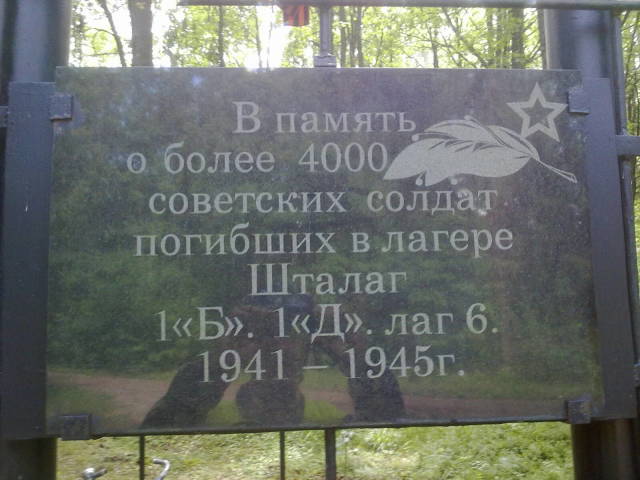 В память
о более 4000
советских солдат
погибших в лагере
Шталаг
1«Б». 1«Д». лаг 6.
1941 – 1945г.